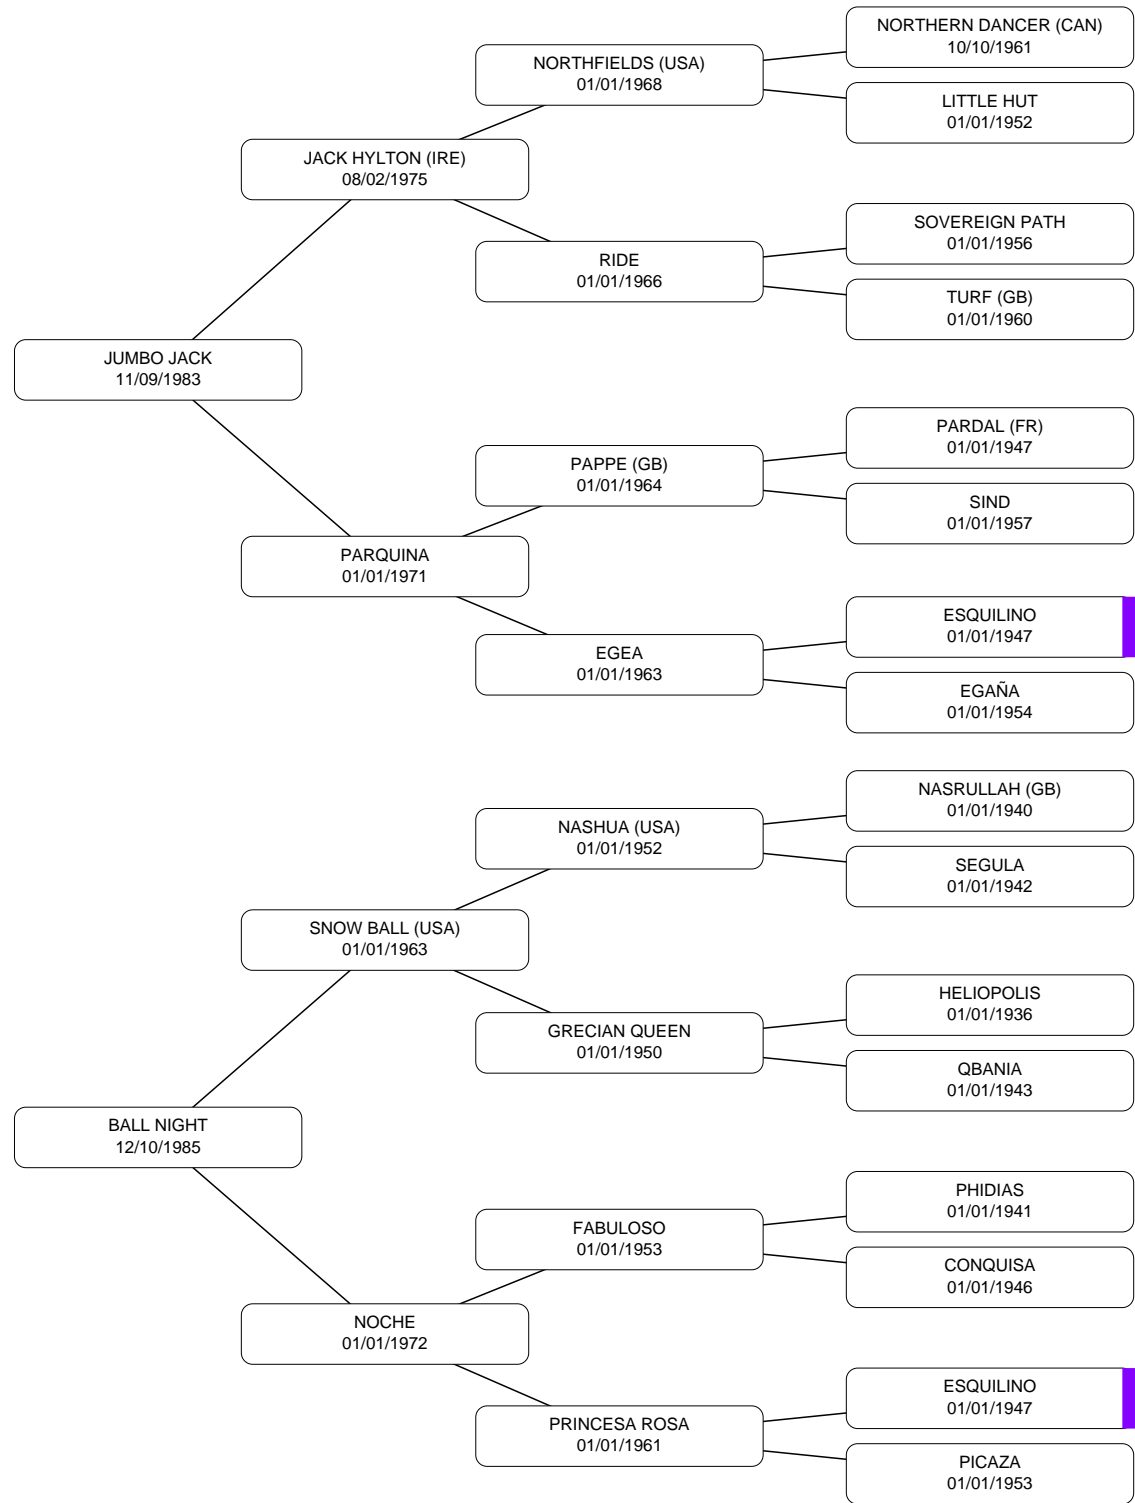 NORTHERN DANCER (CAN)
10/10/1961
NORTHFIELDS (USA)
01/01/1968
LITTLE HUT
01/01/1952
JACK HYLTON (IRE)
08/02/1975
SOVEREIGN PATH
01/01/1956
RIDE
01/01/1966
TURF (GB)
01/01/1960
JUMBO JACK
11/09/1983
PARDAL (FR)
01/01/1947
PAPPE (GB)
01/01/1964
SIND
01/01/1957
PARQUINA
01/01/1971
ESQUILINO
01/01/1947
EGEA
01/01/1963
EGAÑA
01/01/1954
NASRULLAH (GB)
01/01/1940
NASHUA (USA)
01/01/1952
SEGULA
01/01/1942
SNOW BALL (USA)
01/01/1963
HELIOPOLIS
01/01/1936
GRECIAN QUEEN
01/01/1950
QBANIA
01/01/1943
BALL NIGHT
12/10/1985
PHIDIAS
01/01/1941
FABULOSO
01/01/1953
CONQUISA
01/01/1946
NOCHE
01/01/1972
ESQUILINO
01/01/1947
PRINCESA ROSA
01/01/1961
PICAZA
01/01/1953